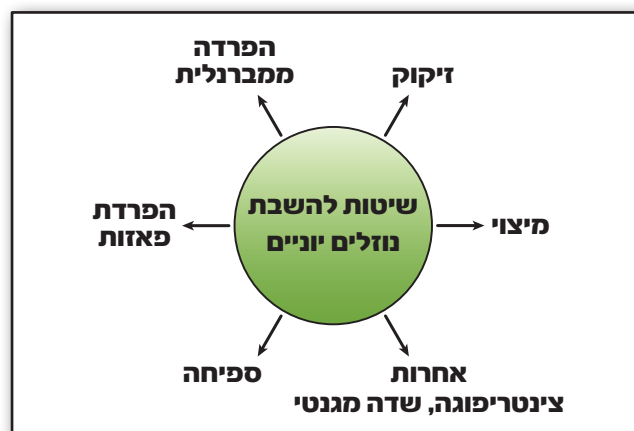 הפרדה
ממברנלית
זיקוק
שיטות להשבת
נוזלים יוניים
הפרדת
פאזות
מיצוי
ספיחה
אחרות
צינטריפוגה, שדה מגנטי